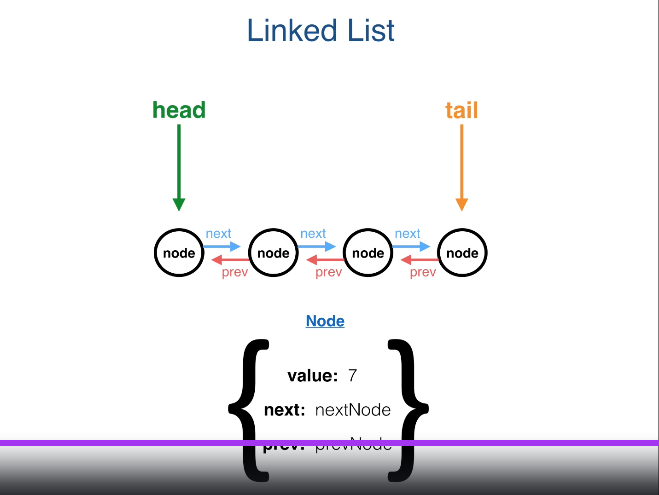 Linked List
head tail
next next next
node node node node
prev prev prev
Node
{ value: 7
next: nextNode
prev: prevNode }